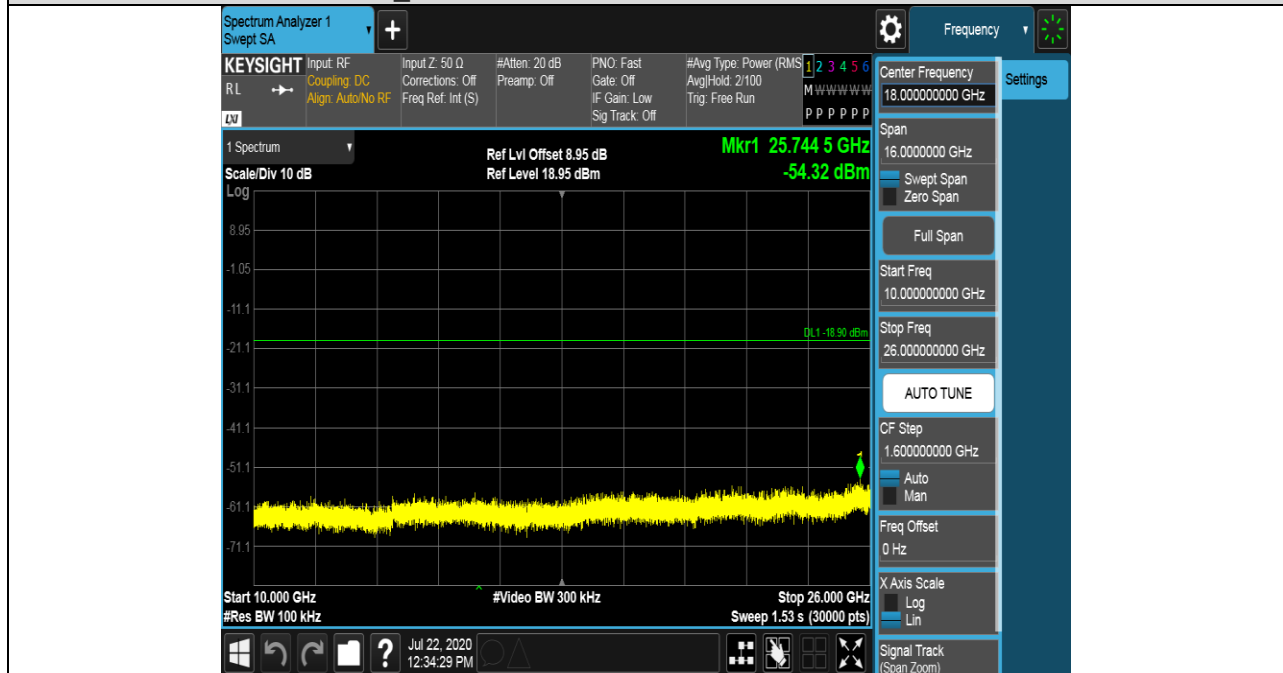 Spectrum Analyzer 1
Swept SA
+
Frequency
KEYSIGHT
RL
LXI
Input: RF
Coupling: DC
Align: Auto/No RF
Input Z: 50 Ω
Corrections: Off
Freq Ref: Int (S)
#Atten: 20 dB
Preamp: Off
PNO: Fast
Gate: Off
IF Gain: Low
Sig Track: Off
#Avg Type: Power (RMS
Avg|Hold: 2/100
Trig: Free Run
1 2 3 4 5 6
M W W W W W
P P P P P P
1 Spectrum
Scale/Div 10 dB
Log
Ref Lvl Offset 8.95 dB
Ref Level 18.95 dBm
Mkr1 25.744 5 GHz
-54.32 dBm
8.95
-1.05
-11.1
DL1 -18.90 dBm
-21.1
-31.1
-41.1
-51.1
1
-61.1
-71.1
Start 10.000 GHz
#Res BW 100 kHz
#Video BW 300 kHz
Stop 26.000 GHz
Sweep 1.53 s (30000 pts)
?
Jul 22, 2020
12:34:29 PM
Center Frequency
18.000000000 GHz
Span
16.0000000 GHz
Swept Span
Zero Span
Full Span
Start Freq
10.000000000 GHz
Stop Freq
26.000000000 GHz
AUTO TUNE
CF Step
1.600000000 GHz
Auto
Man
Freq Offset
0 Hz
X Axis Scale
Log
Lin
Signal Track
(Span Zoom)
Settings